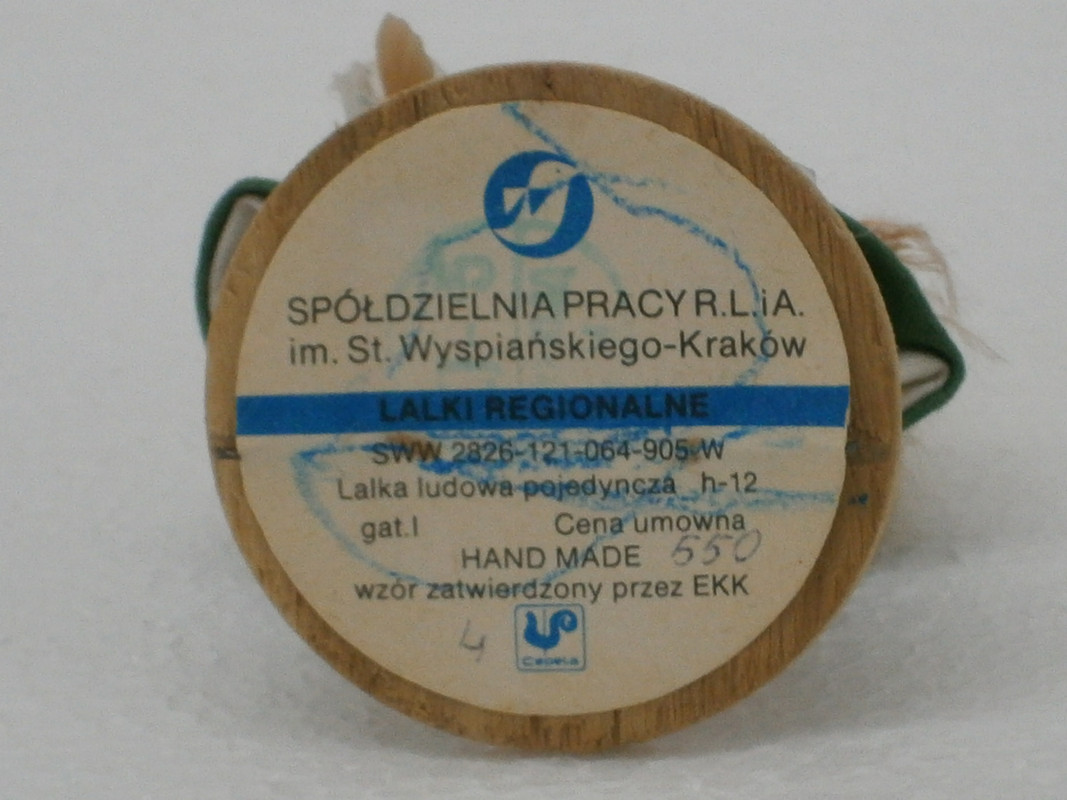 SPÓŁDZIELNIA PRACY R.L.iA.
im. St. Wyspiańskiego-Kraków
LALKI REGIONALNE
SWW 2826-121-064-905-W
Lalka ludowa pojedyncza h-12
gat.I Cena umowna
HAND MADE 550
wzór zatwierdzony przez EKK
4
Cepelia